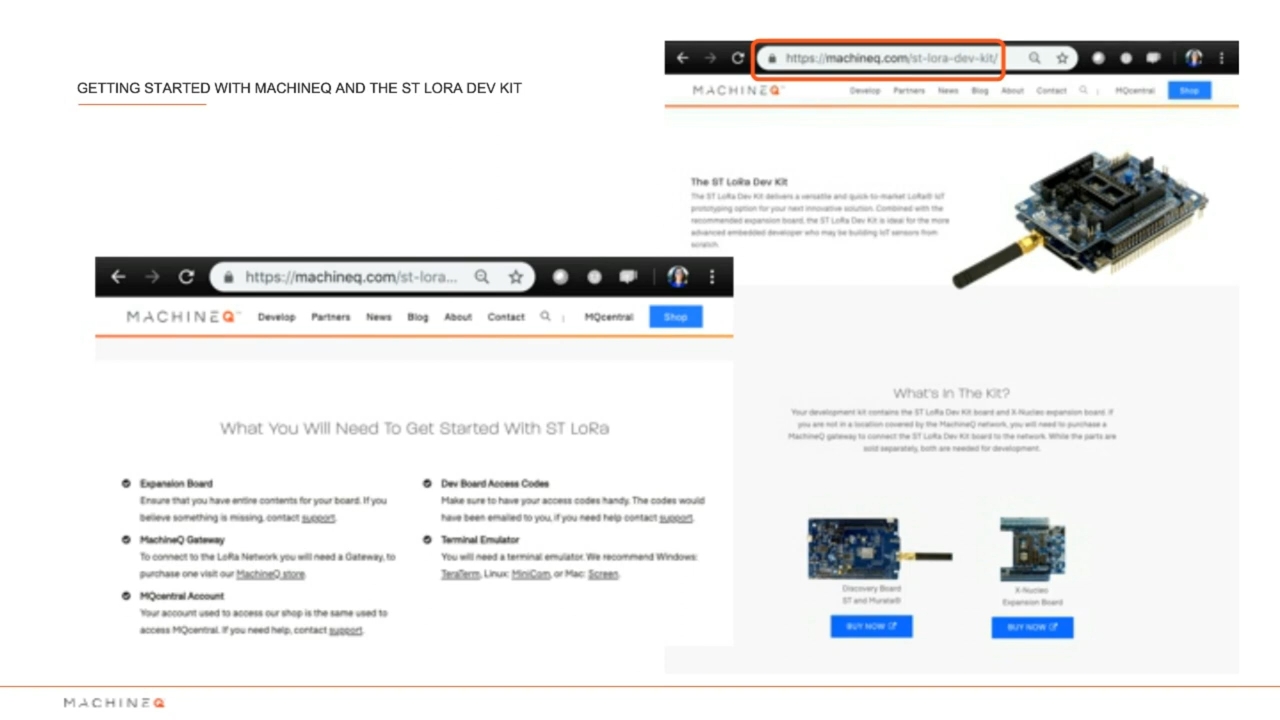 GETTING STARTED WITH MACHINEQ AND THE ST LORA DEV KIT
https://machineq.com/st-lora-dev-kit/
MACHINEQ™
Develop Partners News Blog About Contact | MQcentral Shop
The ST LoRa Dev Kit
The ST LoRa Dev Kit delivers a versatile and quick-to-market LoRa® IoT
prototyping option for your next innovative solution. Combined with the
recommended expansion board, the ST LoRa Dev Kit is ideal for the more
advanced embedded developer who may be building IoT sensors from
scratch.
https://machineq.com/st-lora...
MACHINEQ™
Develop Partners News Blog About Contact | MQcentral Shop
What You Will Need To Get Started With ST LoRa
Expansion Board
Ensure that you have entire contents for your board. If you
believe something is missing, contact support.
MachineQ Gateway
To connect to the LoRa Network you will need a Gateway, to
purchase one visit our MachineQ store.
MQcentral Account
Your account used to access our shop is the same used to
access MQcentral. If you need help, contact support.
Dev Board Access Codes
Make sure to have your access codes handy. The codes would
have been emailed to you, if you need help contact support.
Terminal Emulator
You will need a terminal emulator. We recommend Windows:
TeraTerm, Linux: MiniCom, or Mac: Screen.
What's In The Kit?
Your development kit contains the ST LoRa Dev Kit board and X-Nucleo expansion board. If
you are not in a location covered by the MachineQ network, you will need to purchase a
MachineQ gateway to connect the ST LoRa Dev Kit board to the network. While the parts are
sold separately, both are needed for development.
Discovery Board
ST and Murata®
BUY NOW
X-Nucleo
Expansion Board
BUY NOW
MACHINEQ